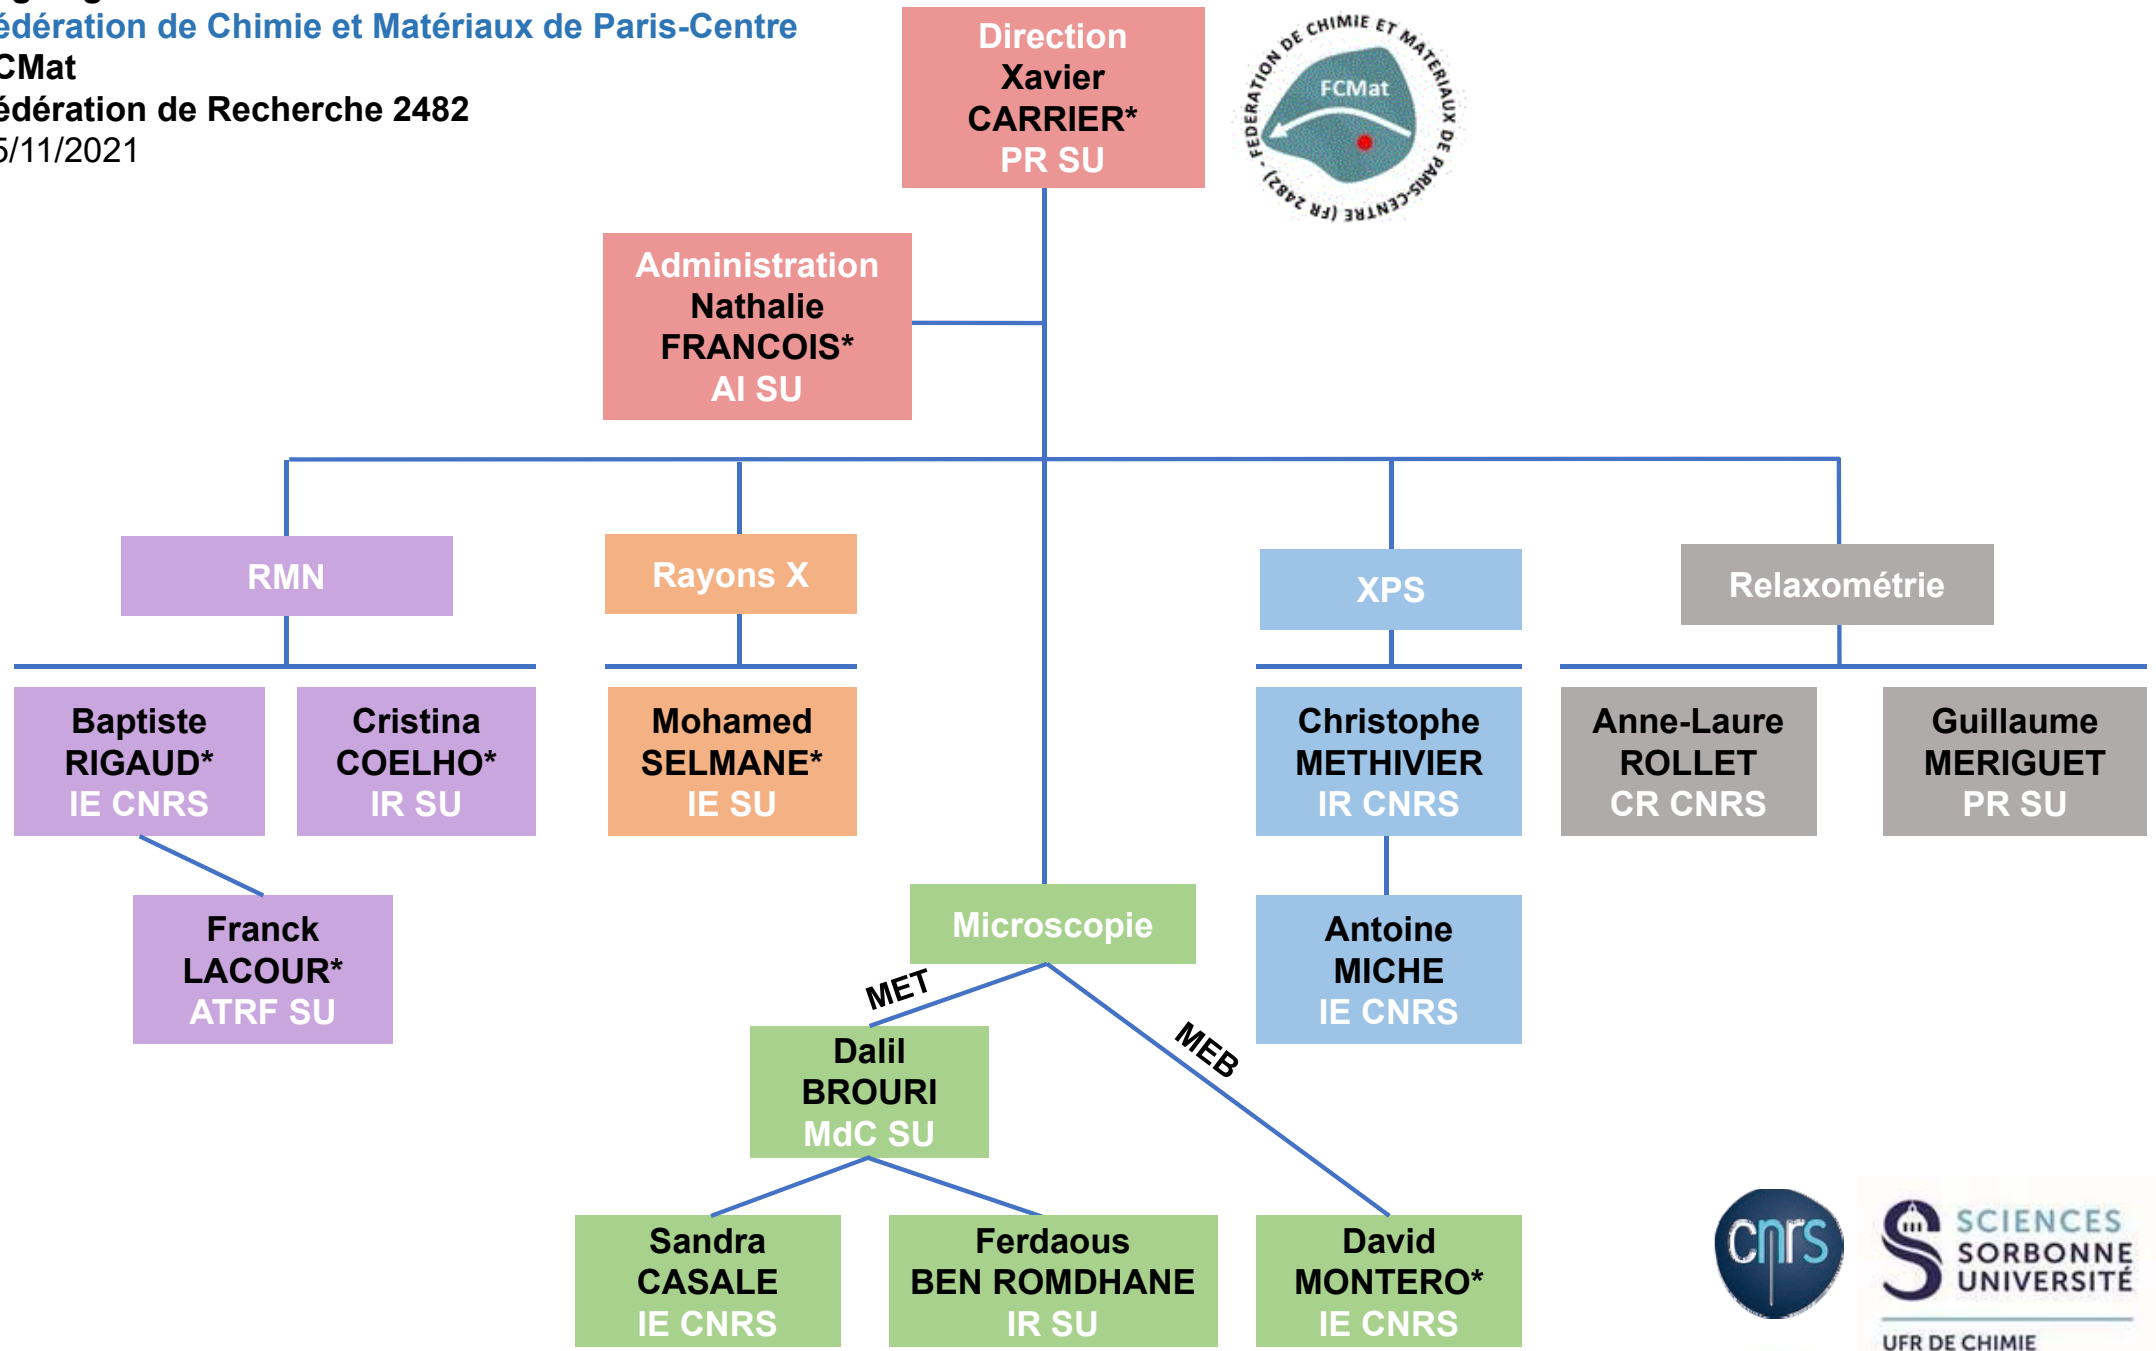 édération de Chimie et Matériaux de Paris-Centre
CMat
édération de Recherche 2482
5/11/2021
Direction
Xavier
CARRIER*
PR SU
FEDERATION DE CHIMIE ET MATERIAUX DE PARIS-CENTRE (FR 2482) -
FCMat
Administration
Nathalie
FRANCOIS*
AI SU
RMN
Rayons X
XPS
Relaxométrie
Baptiste
RIGAUD*
IE CNRS
Cristina
COELHO*
IR SU
Mohamed
SELMANE*
IE SU
Christophe
METHIVIER
IR CNRS
Anne-Laure
ROLLET
CR CNRS
Guillaume
MERIGUET
PR SU
Franck
LACOUR*
ATRF SU
Microscopie
Antoine
MICHE
IE CNRS
MET
MEB
Dalil
BROURI
MdC SU
Sandra
CASALE
IE CNRS
Ferdaous
BEN ROMDHANE
IR SU
David
MONTERO*
IE CNRS
cnrs
SCIENCES
SORBONNE
UNIVERSITÉ
UFR DE CHIMIE